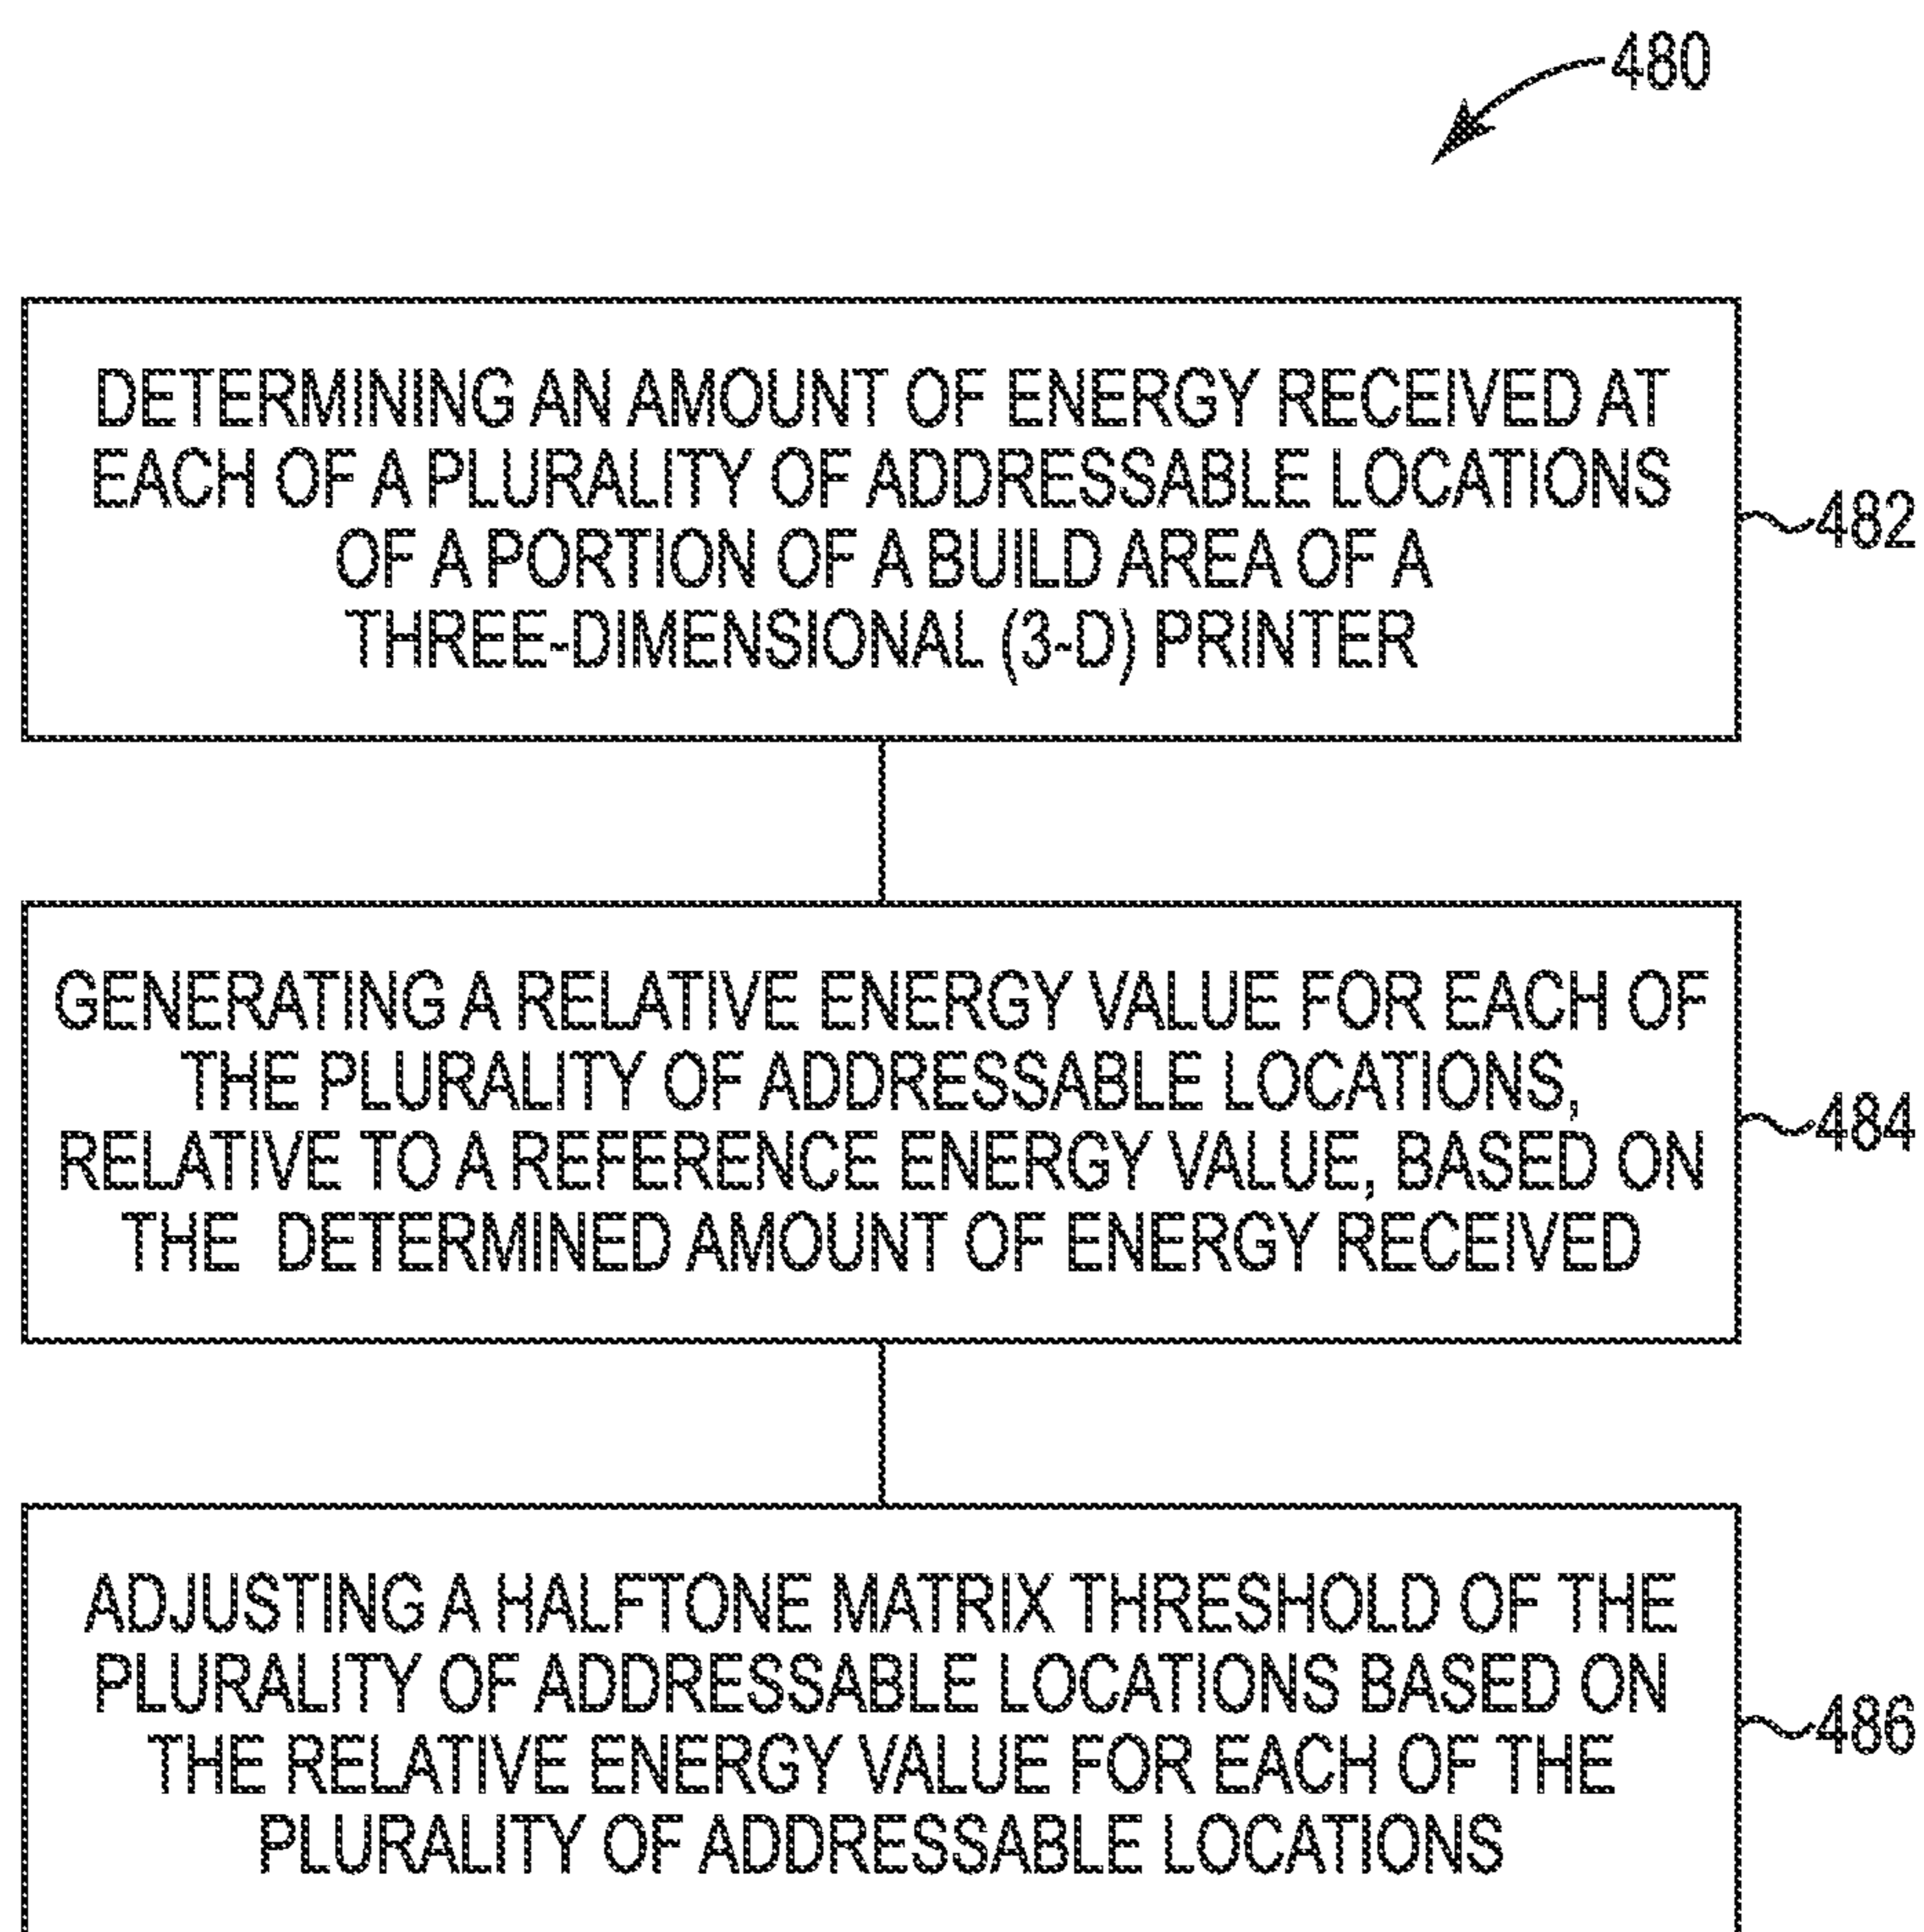 480
DETERMINING AN AMOUNT OF ENERGY RECEIVED AT
EACH OF A PLURALITY OF ADDRESSABLE LOCATIONS
OF A PORTION OF A BUILD AREA OF A
THREE-DIMENSIONAL (3-D) PRINTER
482
GENERATING A RELATIVE ENERGY VALUE FOR EACH OF
THE PLURALITY OF ADDRESSABLE LOCATIONS,
RELATIVE TO A REFERENCE ENERGY VALUE, BASED ON
THE DETERMINED AMOUNT OF ENERGY RECEIVED
484
ADJUSTING A HALFTONE MATRIX THRESHOLD OF THE
PLURALITY OF ADDRESSABLE LOCATIONS BASED ON
THE RELATIVE ENERGY VALUE FOR EACH OF THE
PLURALITY OF ADDRESSABLE LOCATIONS
486